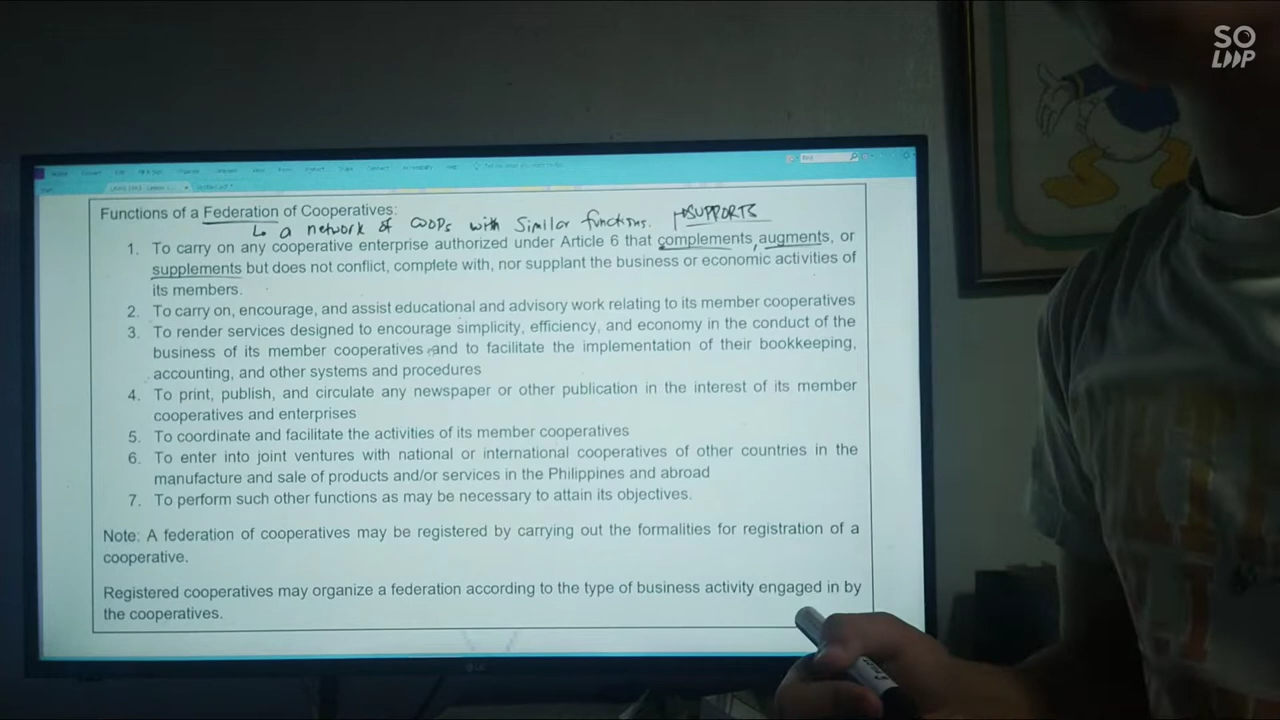 SO
LOOP
Functions of a Federation of Cooperatives:
↳ a network of COOPs with similar functions. ↦SUPPORTS
1. To carry on any cooperative enterprise authorized under Article 6 that complements, augments, or
supplements but does not conflict, complete with, nor supplant the business or economic activities of
its members.
2. To carry on, encourage, and assist educational and advisory work relating to its member cooperatives
3. To render services designed to encourage simplicity, efficiency, and economy in the conduct of the
business of its member cooperatives and to facilitate the implementation of their bookkeeping,
accounting, and other systems and procedures
4. To print, publish, and circulate any newspaper or other publication in the interest of its member
cooperatives and enterprises
5. To coordinate and facilitate the activities of its member cooperatives
6. To enter into joint ventures with national or international cooperatives of other countries in the
manufacture and sale of products and/or services in the Philippines and abroad
7. To perform such other functions as may be necessary to attain its objectives.
Note: A federation of cooperatives may be registered by carrying out the formalities for registration of a
cooperative.
Registered cooperatives may organize a federation according to the type of business activity engaged in by
the cooperatives.
LG